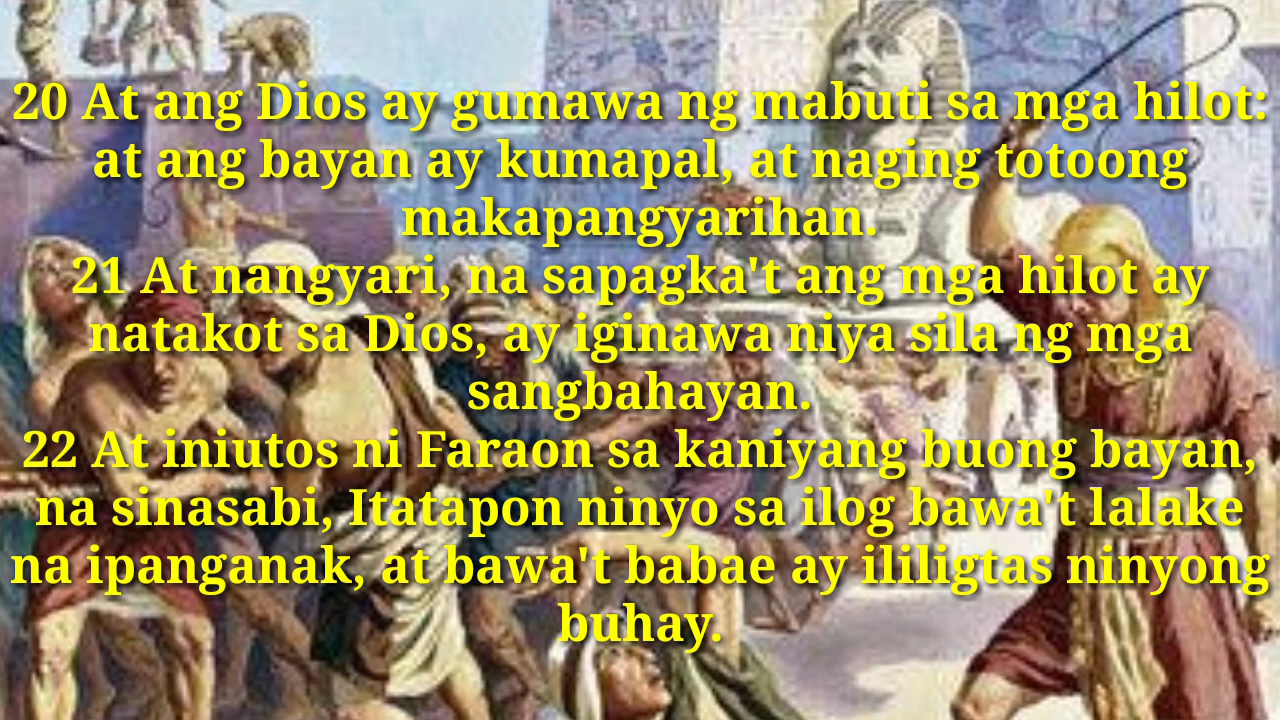 20 At ang Dios ay gumawa ng mabuti sa mga hilot:
at ang bayan ay kumapal, at naging totoong
makapangyarihan.
21 At nangyari, na sapagka't ang mga hilot ay
natakot sa Dios, ay iginawa niya sila ng mga
sangbahayan.
22 At iniutos ni Faraon sa kaniyang buong bayan,
na sinasabi, Itatapon ninyo sa ilog bawa't lalake
na ipanganak, at bawa't babae ay ililigtas ninyong
buhay.